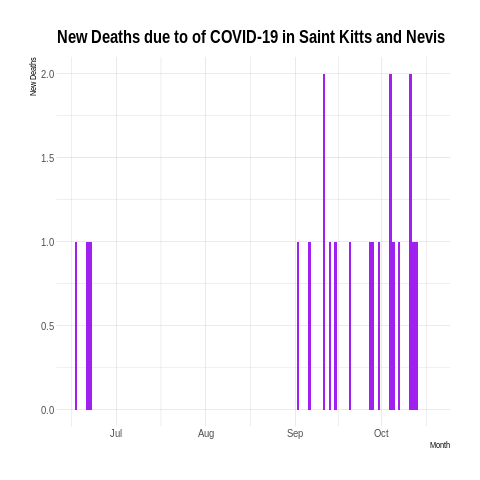 New Deaths due to of COVID-19 in Saint Kitts and Nevis
New Deaths
2.0
1.5
1.0
0.5
0.0
Jul Aug Sep Oct
Month